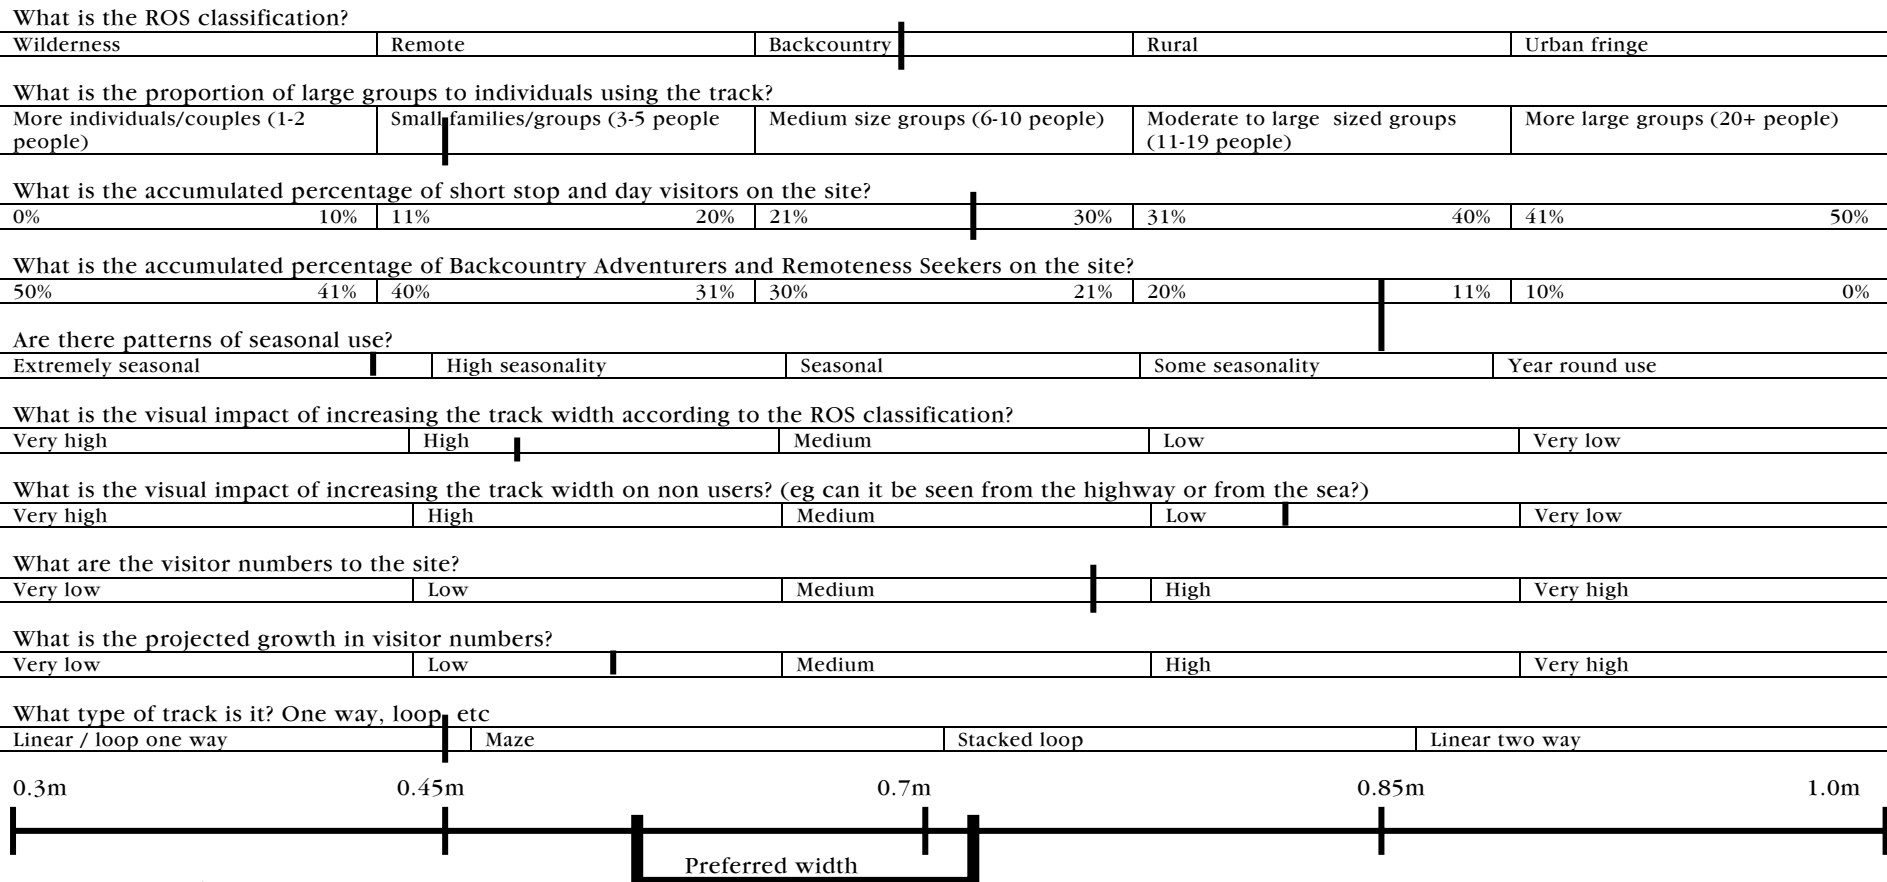 What is the ROS classification?
Wilderness Remote Backcountry Rural Urban fringe
What is the proportion of large groups to individuals using the track?
More individuals/couples (1-2 Small families/groups (3-5 people Medium size groups (6-10 people) Moderate to large sized groups More large groups (20+ people)
people) (11-19 people)
What is the accumulated percentage of short stop and day visitors on the site?
0% 10% 11% 20% 21% 30% 31% 40% 41% 50%
What is the accumulated percentage of Backcountry Adventurers and Remoteness Seekers on the site?
50% 41% 40% 31% 30% 21% 20% 11% 10% 0%
Are there patterns of seasonal use?
Extremely seasonal High seasonality Seasonal Some seasonality Year round use
What is the visual impact of increasing the track width according to the ROS classification?
Very high High Medium Low Very low
What is the visual impact of increasing the track width on non users? (eg can it be seen from the highway or from the sea?)
Very high High Medium Low Very low
What are the visitor numbers to the site?
Very low Low Medium High Very high
What is the projected growth in visitor numbers?
Very low Low Medium High Very high
What type of track is it? One way, loop, etc
Linear / loop one way Maze Stacked loop Linear two way
0.3m 0.45m 0.7m 0.85m 1.0m
Preferred width